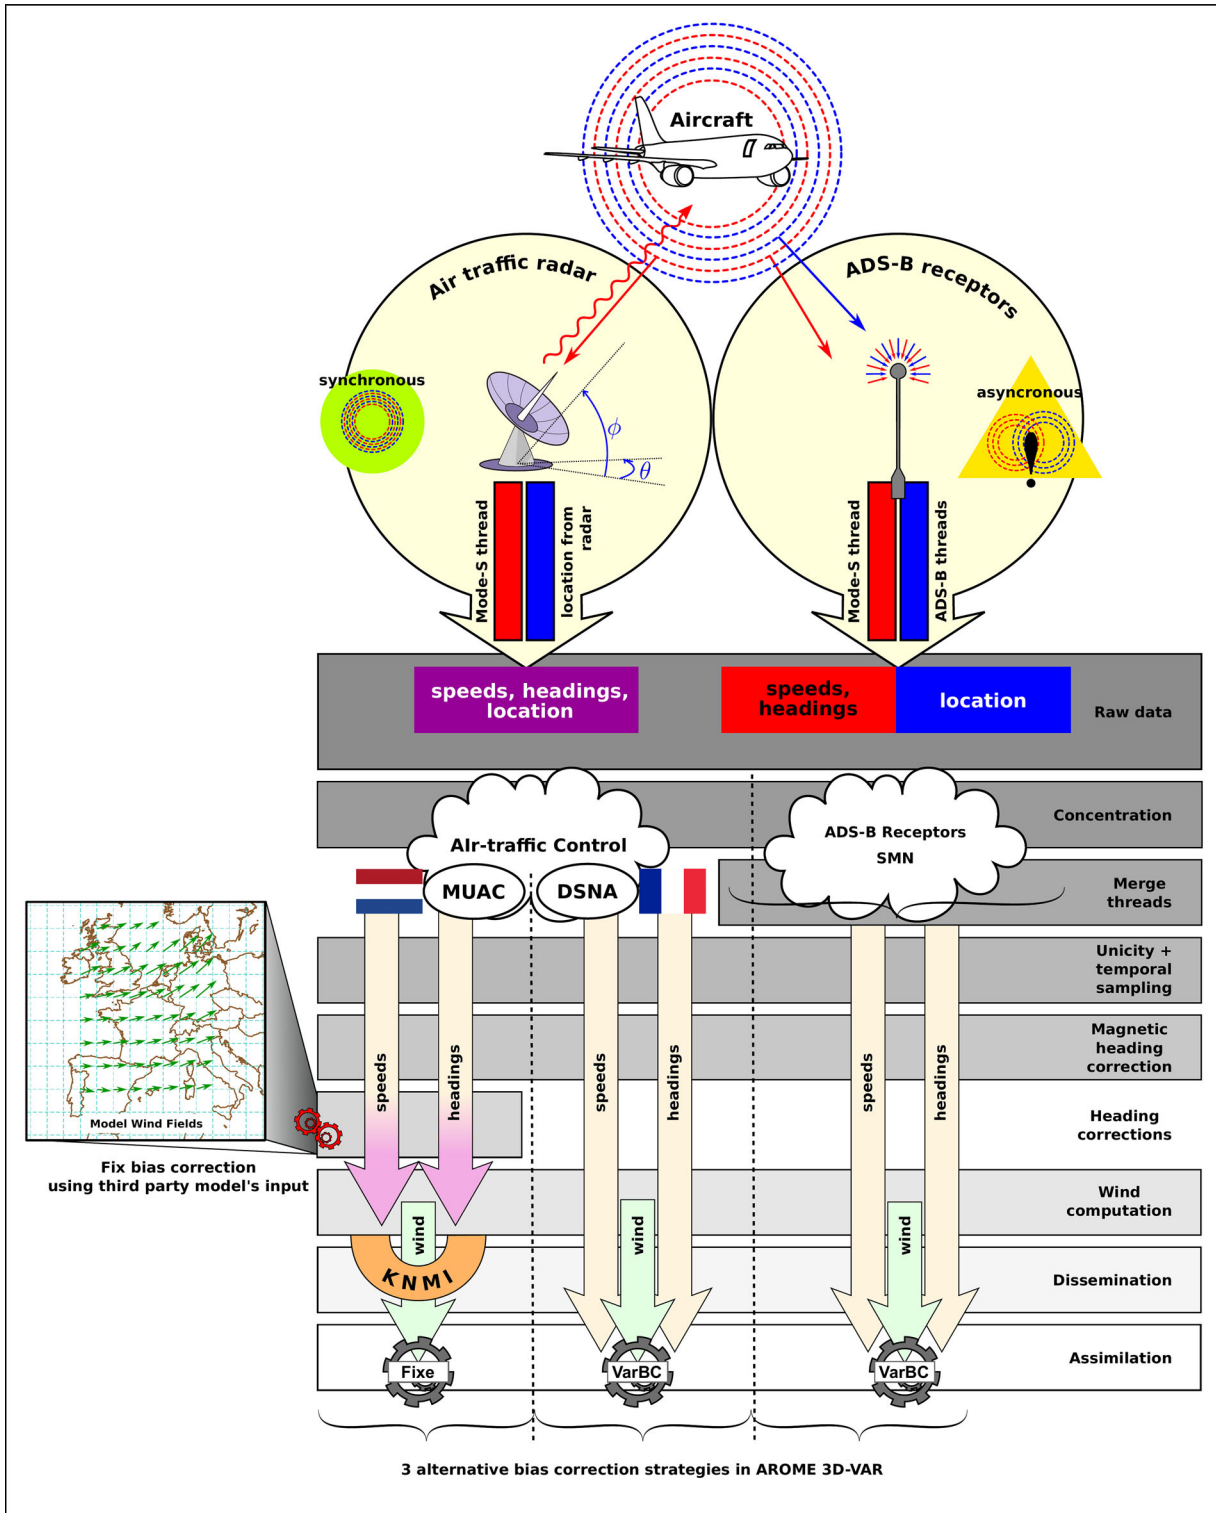 Aircraft
Air traffic radar
ADS-B receptors
synchronous
asyncronous
ϕ
θ
Mode-S thread
location from
radar
Mode-S thread
ADS-B threads
speeds, headings,
location
speeds,
headings
location
Raw data
Concentration
AIr-traffic Control
ADS-B Receptors
SMN
MUAC
DSNA
Merge
threads
Unicity +
temporal
sampling
Magnetic
heading
correction
speeds
headings
speeds
headings
speeds
headings
Model Wind Fields
Heading
corrections
Fix bias correction
using third party model's input
Wind
computation
wind
wind
wind
KNMI
Dissemination
Fixe
VarBC
VarBC
Assimilation
3 alternative bias correction strategies in AROME 3D-VAR